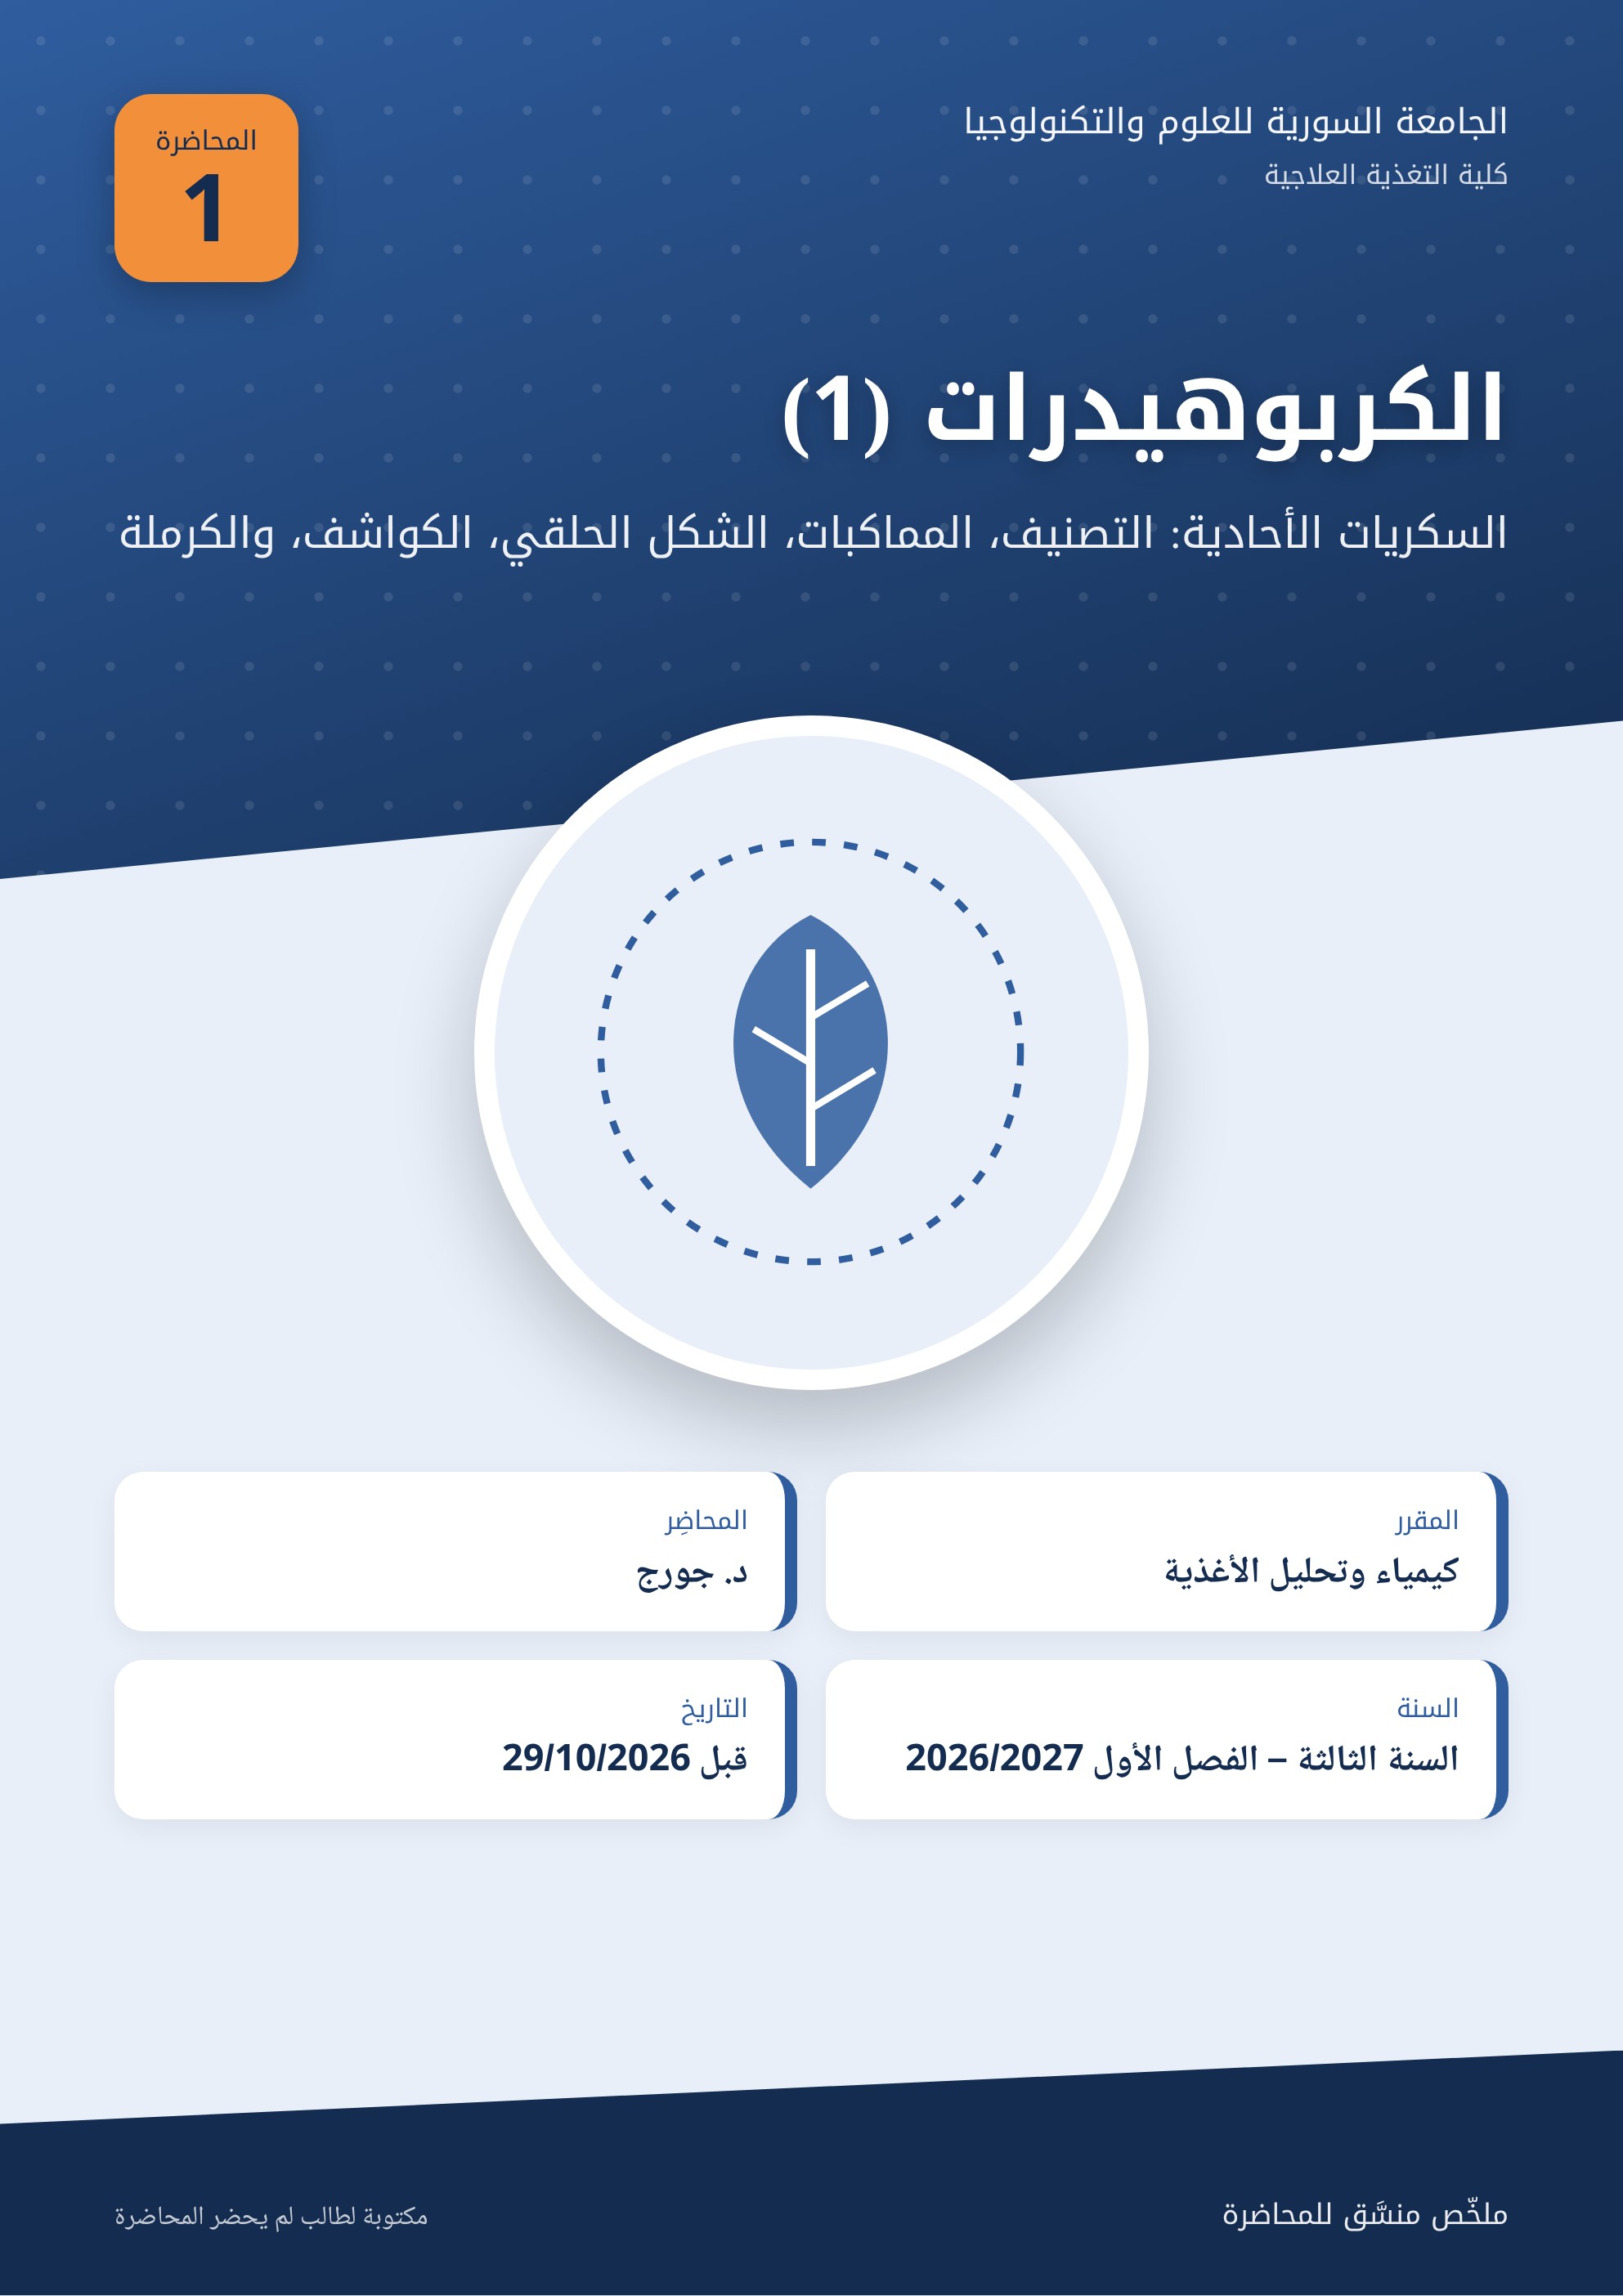 الجامعة السورية للعلوم والتكنولوجيا
كلية التغذية العلاجية
المحاضرة
1
الكربوهيدرات (1)
السكريات الأحادية: التصنيف، المماكبات، الشكل الحلقي، الكواشف، والكرملة
المقرر
كيمياء وتحليل الأغذية
المحاضِر
د. جورج
السنة
السنة الثالثة – الفصل الأول 2026/2027
التاريخ
قبل 29/10/2026
ملخّص منسَّق للمحاضرة
مكتوبة لطالب لم يحضر المحاضرة